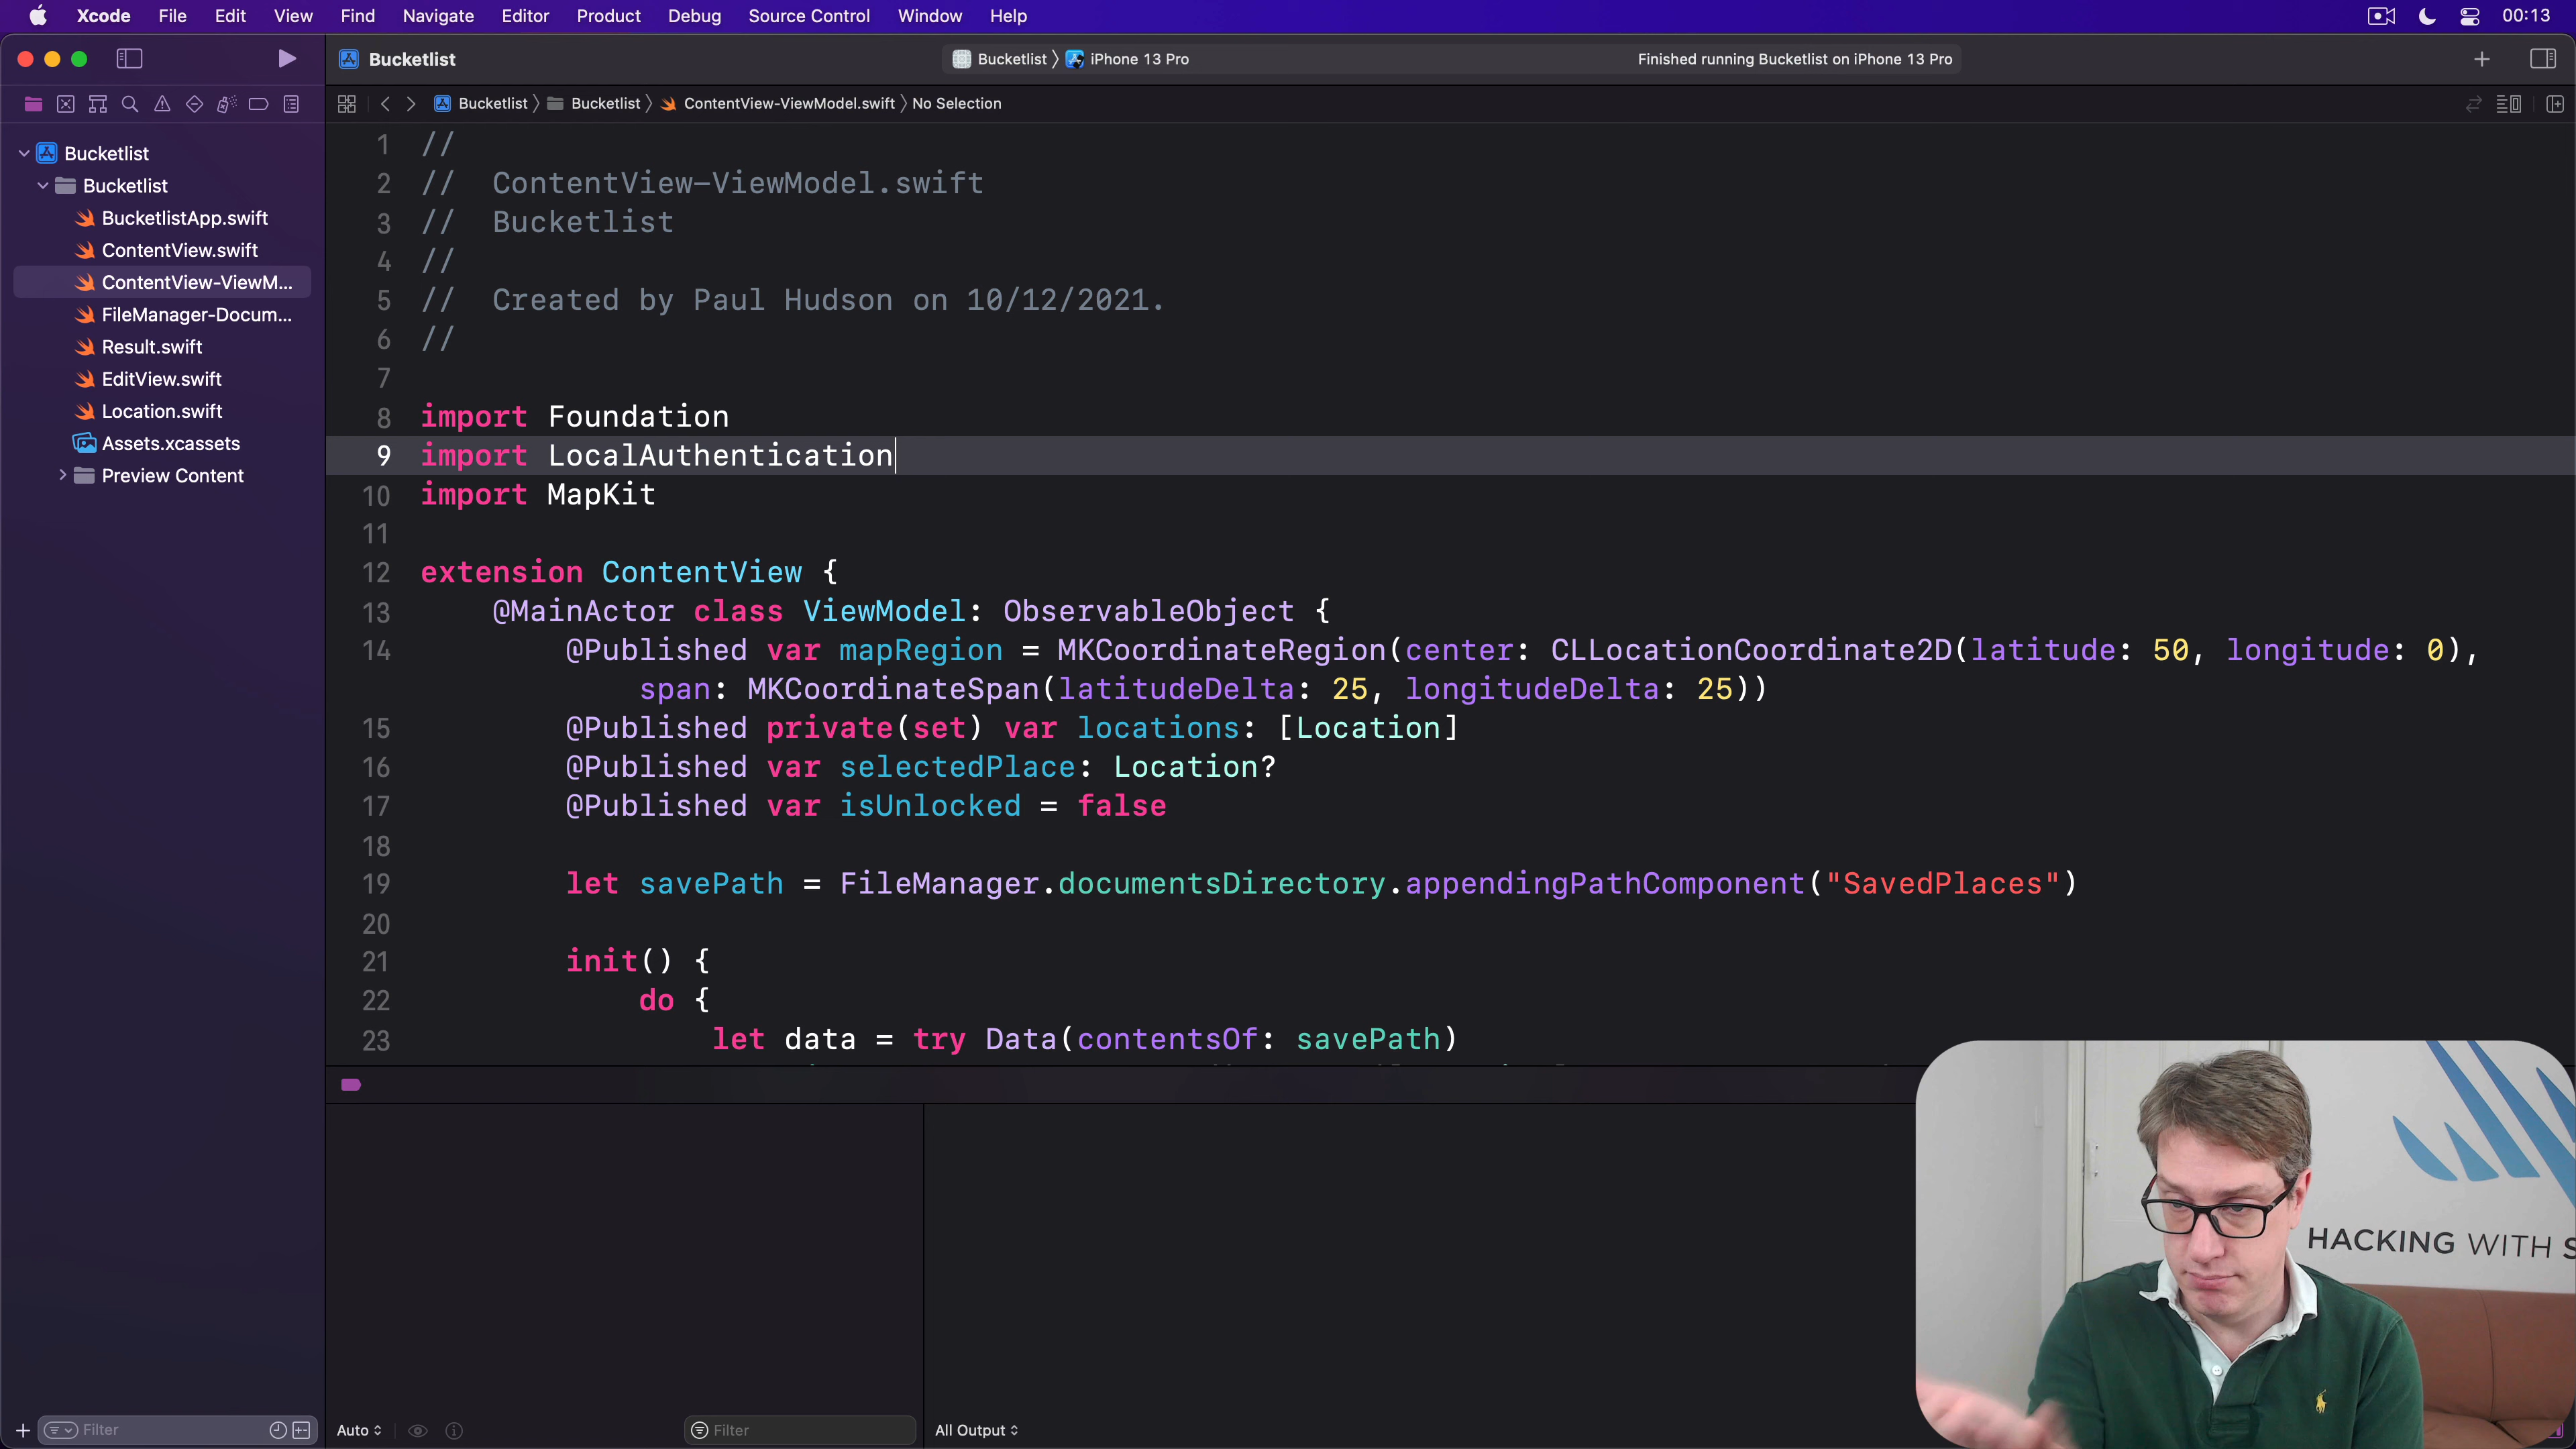 Xcode File Edit View Find Navigate Editor Product Debug Source Control Window Help 00:13
Bucketlist Bucketlist iPhone 13 Pro Finished running Bucketlist on iPhone 13 Pro
Bucketlist Bucketlist ContentView-ViewModel.swift No Selection
Bucketlist
Bucketlist
BucketlistApp.swift
ContentView.swift
ContentView-ViewM...
FileManager-Docum...
Result.swift
EditView.swift
Location.swift
Assets.xcassets
Preview Content
1 //
2 // ContentView-ViewModel.swift
3 // Bucketlist
4 //
5 // Created by Paul Hudson on 10/12/2021.
6 //
7
8 import Foundation
9 import LocalAuthentication
10 import MapKit
11
12 extension ContentView {
13 @MainActor class ViewModel: ObservableObject {
14 @Published var mapRegion = MKCoordinateRegion(center: CLLocationCoordinate2D(latitude: 50, longitude: 0),
span: MKCoordinateSpan(latitudeDelta: 25, longitudeDelta: 25))
15 @Published private(set) var locations: [Location]
16 @Published var selectedPlace: Location?
17 @Published var isUnlocked = false
18
19 let savePath = FileManager.documentsDirectory.appendingPathComponent("SavedPlaces")
20
21 init() {
22 do {
23 let data = try Data(contentsOf: savePath)
HACKING WITH S
Filter Auto Filter All Output